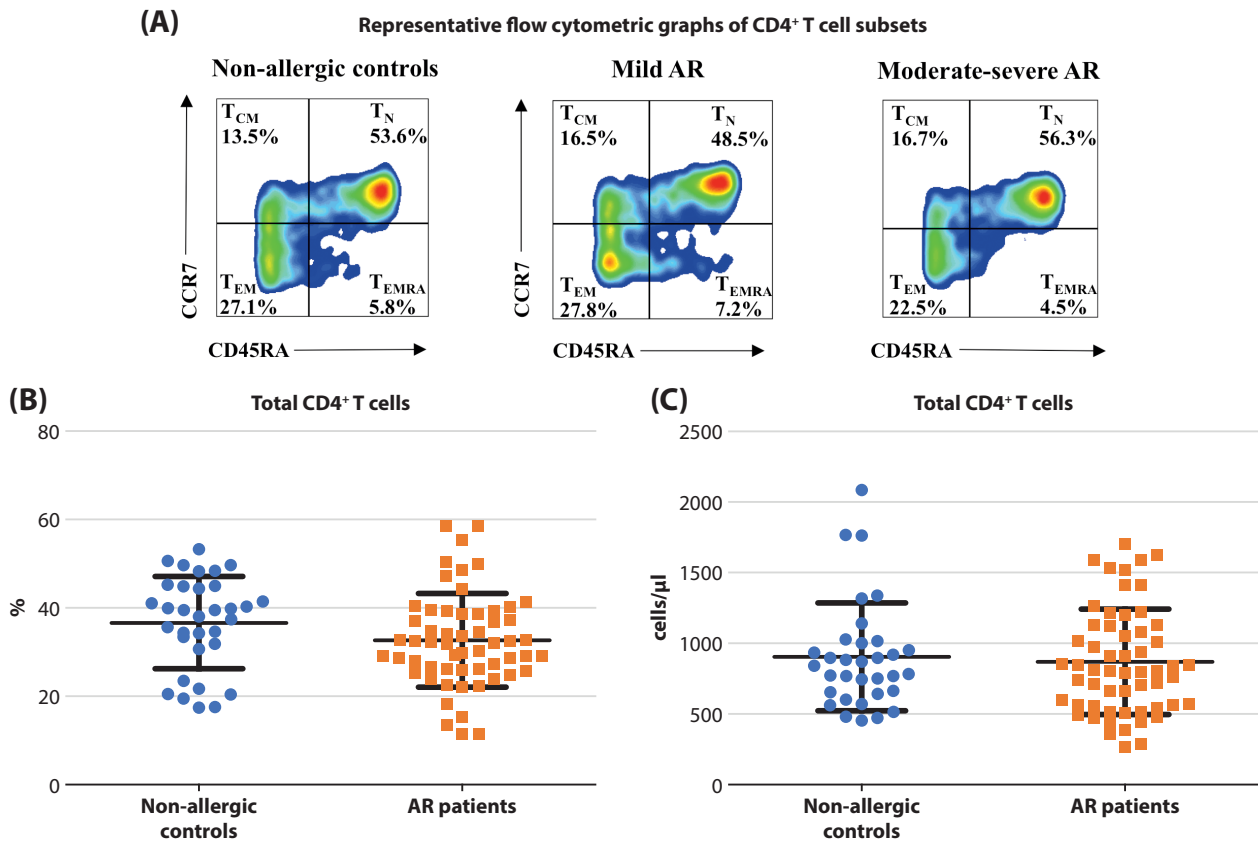 (A)
Representative flow cytometric graphs of CD4⁺ T cell subsets
Non-allergic controls
CCR7
T_CM
13.5%
T_N
53.6%
T_EM
27.1%
T_EMRA
5.8%
CD45RA
Mild AR
CCR7
T_CM
16.5%
T_N
48.5%
T_EM
27.8%
T_EMRA
7.2%
CD45RA
Moderate-severe AR
CCR7
T_CM
16.7%
T_N
56.3%
T_EM
22.5%
T_EMRA
4.5%
CD45RA
(B)
Total CD4⁺ T cells
%
80
60
40
20
0
Non-allergic
controls
AR patients
(C)
Total CD4⁺ T cells
cells/μl
2500
2000
1500
1000
500
0
Non-allergic
controls
AR patients